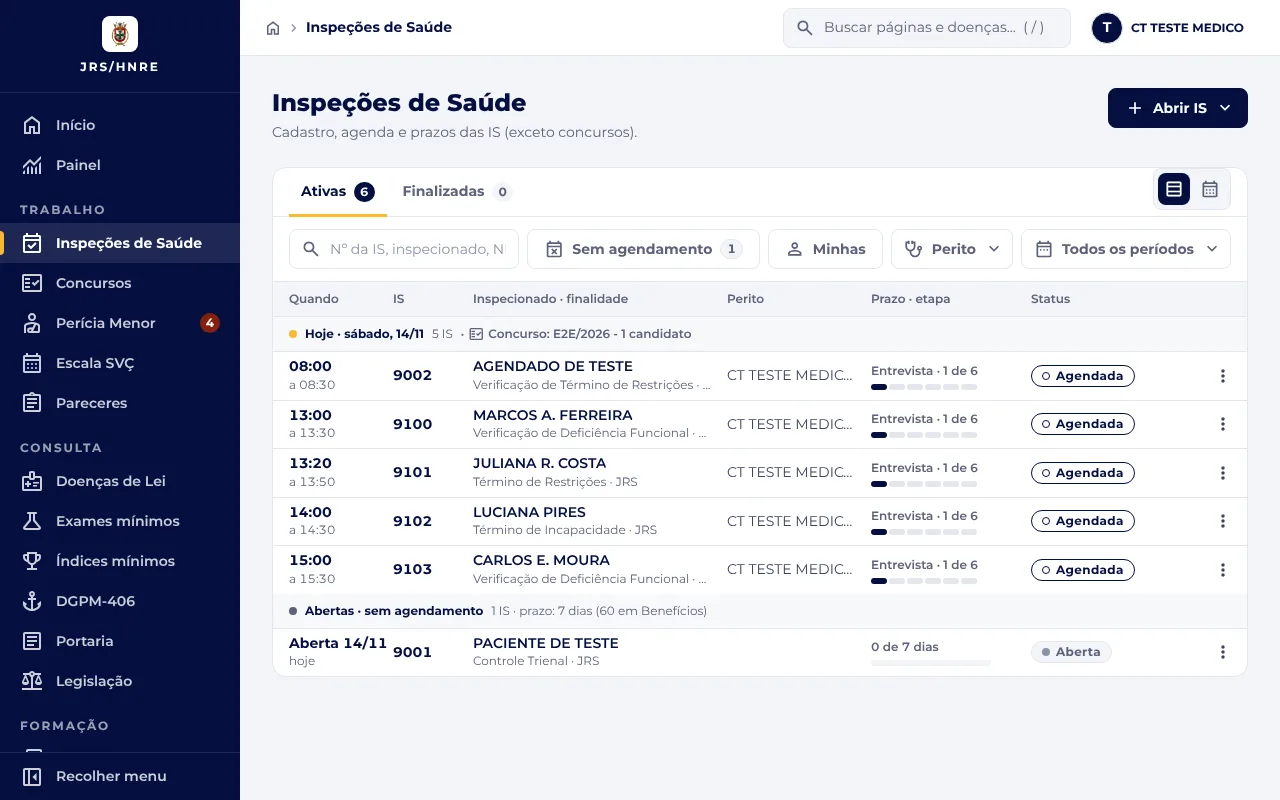 JRS/HNRE
Início
Painel
TRABALHO
Inspeções de Saúde
Concursos
Perícia Menor 4
Escala SVÇ
Pareceres
CONSULTA
Doenças de Lei
Exames mínimos
Índices mínimos
DGPM-406
Portaria
Legislação
FORMAÇÃO
Recolher menu
Inspeções de Saúde
Buscar páginas e doenças... ( / )
T CT TESTE MEDICO
Inspeções de Saúde
Cadastro, agenda e prazos das IS (exceto concursos).
Abrir IS
Ativas 6 Finalizadas 0
Nº da IS, inspecionado, N
Sem agendamento 1
Minhas
Perito
Todos os períodos
Quando IS Inspecionado · finalidade Perito Prazo · etapa Status
Hoje · sábado, 14/11 5 IS · Concurso: E2E/2026 - 1 candidato
08:00 9002 AGENDADO DE TESTE CT TESTE MEDIC... Entrevista · 1 de 6 Agendada
a 08:30 Verificação de Término de Restrições · ...
13:00 9100 MARCOS A. FERREIRA CT TESTE MEDIC... Entrevista · 1 de 6 Agendada
a 13:30 Verificação de Deficiência Funcional · ...
13:20 9101 JULIANA R. COSTA CT TESTE MEDIC... Entrevista · 1 de 6 Agendada
a 13:50 Término de Restrições · JRS
14:00 9102 LUCIANA PIRES CT TESTE MEDIC... Entrevista · 1 de 6 Agendada
a 14:30 Término de Incapacidade · JRS
15:00 9103 CARLOS E. MOURA CT TESTE MEDIC... Entrevista · 1 de 6 Agendada
a 15:30 Verificação de Deficiência Funcional · ...
Abertas · sem agendamento 1 IS · prazo: 7 dias (60 em Benefícios)
Aberta 14/11 9001 PACIENTE DE TESTE 0 de 7 dias Aberta
hoje Controle Trienal · JRS